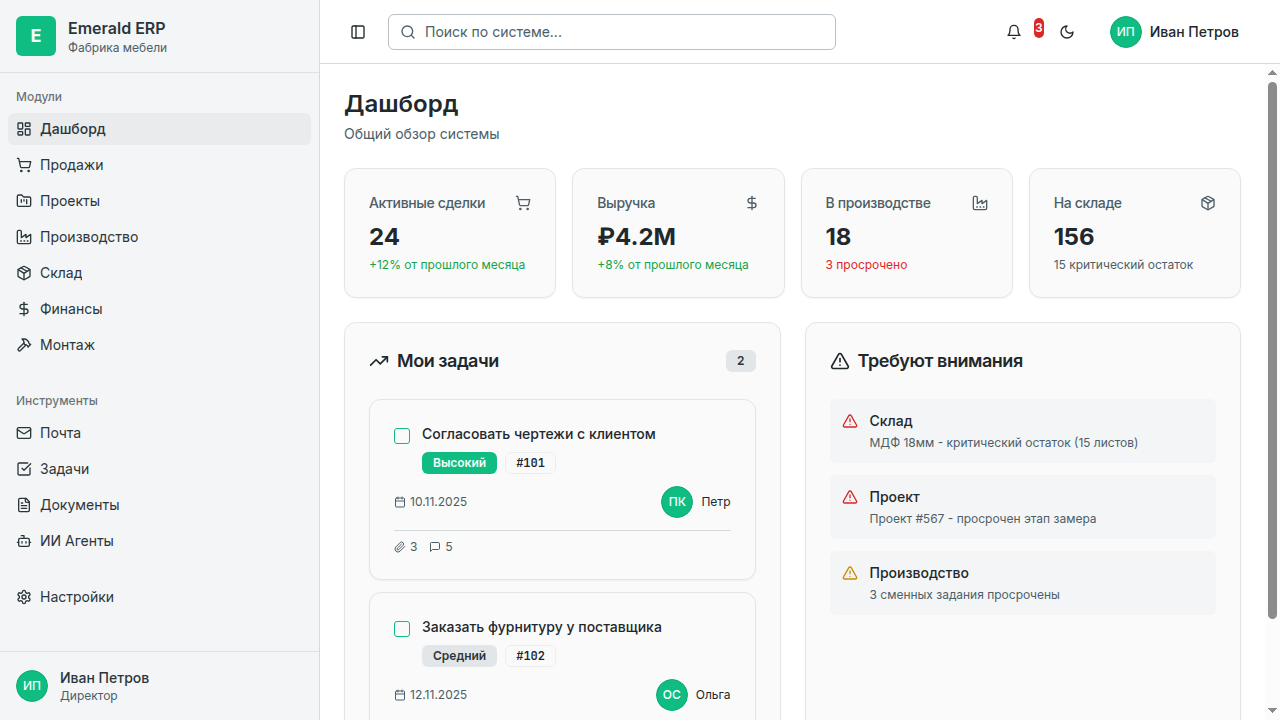 E
Emerald ERP
Фабрика мебели
Модули
Дашборд
Продажи
Проекты
Производство
Склад
Финансы
Монтаж
Инструменты
Почта
Задачи
Документы
ИИ Агенты
Настройки
ИП
Иван Петров
Директор
Поиск по системе...
3
ИП
Иван Петров
Дашборд
Общий обзор системы
Активные сделки
24
+12% от прошлого месяца
Выручка
₽4.2M
+8% от прошлого месяца
В производстве
18
3 просрочено
На складе
156
15 критический остаток
Мои задачи
2
Согласовать чертежи с клиентом
Высокий #101
10.11.2025
ПК Петр
3 5
Заказать фурнитуру у поставщика
Средний #102
12.11.2025
ОС Ольга
Требуют внимания
Склад
МДФ 18мм - критический остаток (15 листов)
Проект
Проект #567 - просрочен этап замера
Производство
3 сменных задания просрочены